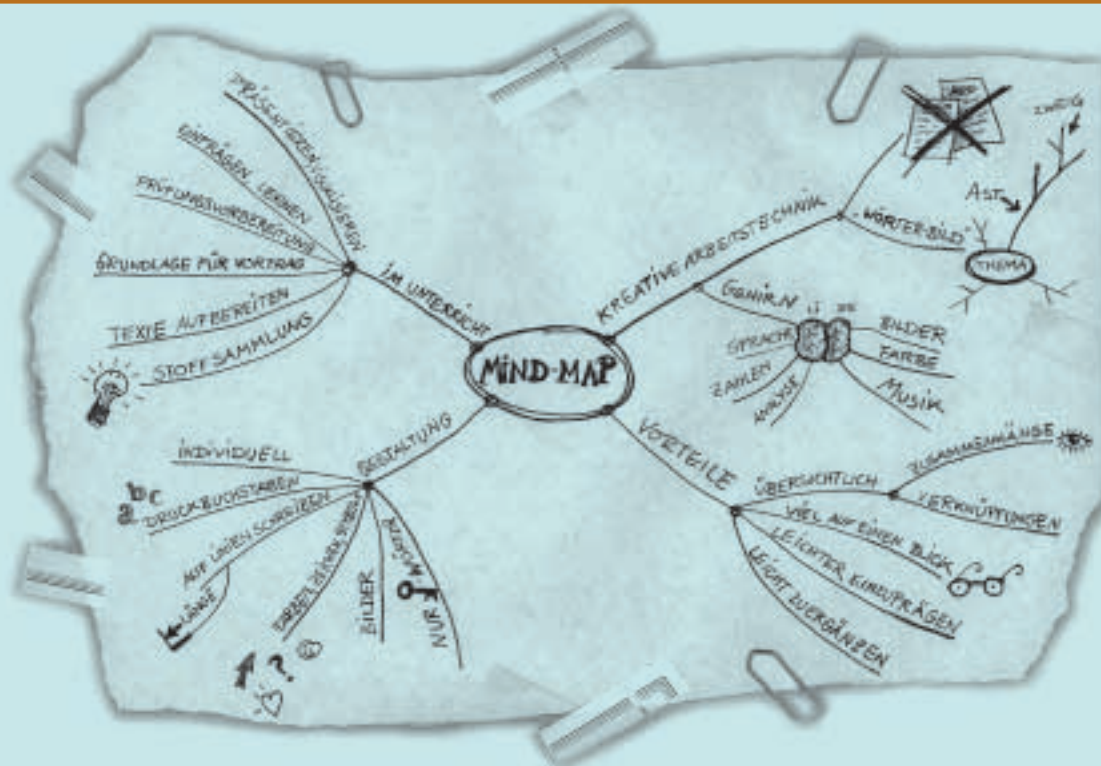 MIND-MAP
IM UNTERRICHT
PRÄSENTIEREN
EINPRÄGEN LERNEN
PRÜFUNGSVORBEREITUNG
GRUNDLAGE FÜR VORTRAG
TEXTE AUFBEREITEN
STOFFSAMMLUNG
KREATIVE ARBEITSTECHNIK
"WÖRTER-BILD"
THEMA
AST
ZWEIG
GEHIRN
SPRACHE
ZAHLEN
ANALYSE
BILDER
FARBE
MUSIK
VORTEILE
ÜBERSICHTLICH
ZUSAMMENHÄNGE
VERKNÜPFUNGEN
VIEL AUF EINEN BLICK
LEICHTER EINZUPRÄGEN
LEICHT ZU ERGÄNZEN
GESTALTUNG
INDIVIDUELL
abc
DRUCKBUCHSTABEN
AUF LINIEN SCHREIBEN
LÄNGE
?
BILDER
NUR WÖRTER